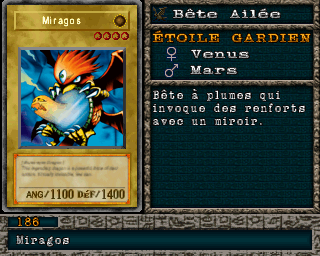 Miragos
ANG/1100 DéF/1400
Bête Ailée
ÉTOILE GARDIEN
♀ Venus
♂ Mars
Bête à plumes qui
invoque des renforts
avec un miroir.
186
Miragos